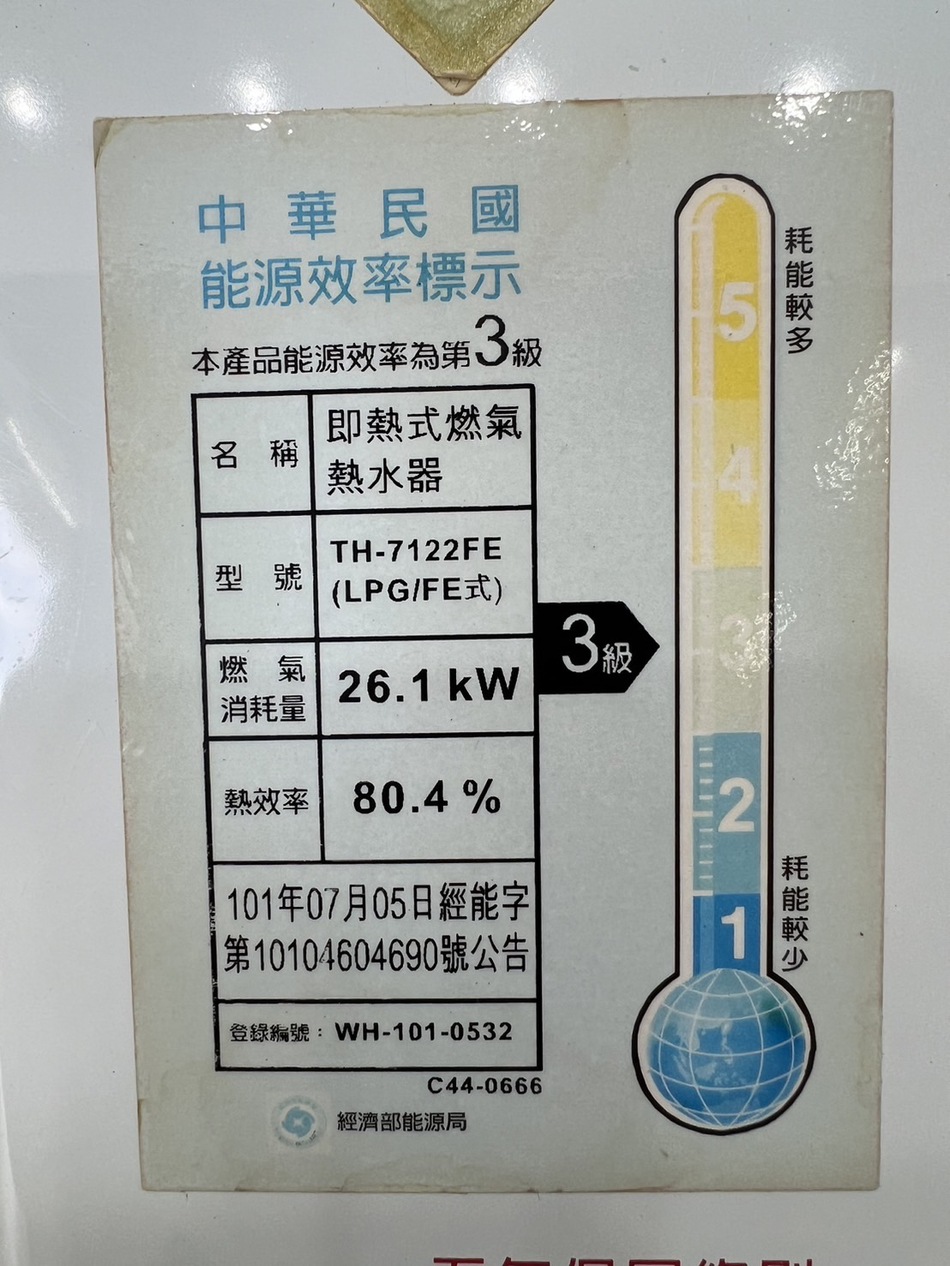 中華民國
能源效率標示
本產品能源效率為第3級
名稱
即熱式燃氣
熱水器
型號
TH-7122FE
(LPG/FE式)
燃氣
消耗量
26.1 kW
熱效率
80.4 %
101年07月05日經能字
第10104604690號公告
登錄編號：WH-101-0532
C44-0666
經濟部能源局
3級
耗能較多
5
4
3
2
1
耗能較少